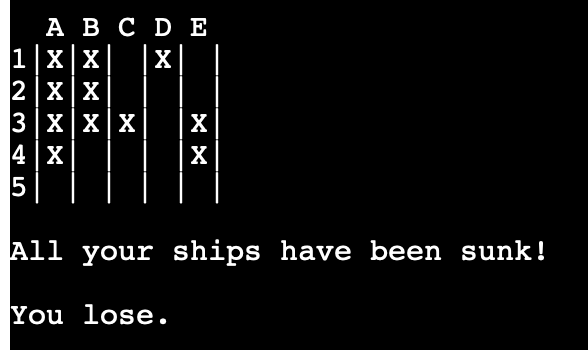 A B C D E
1|X|X| |X| |
2|X|X| | | |
3|X|X|X| |X|
4|X| | | |X|
5| | | | | |
All your ships have been sunk!
You lose.